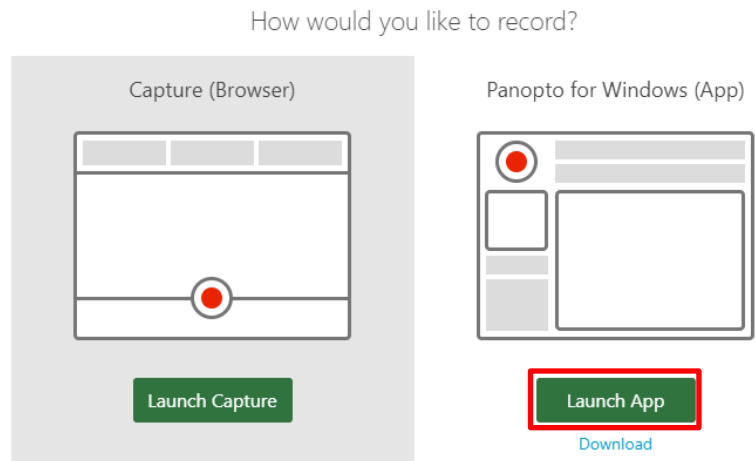 How would you like to record?
Capture (Browser)
Panopto for Windows (App)
Launch Capture
Launch App
Download